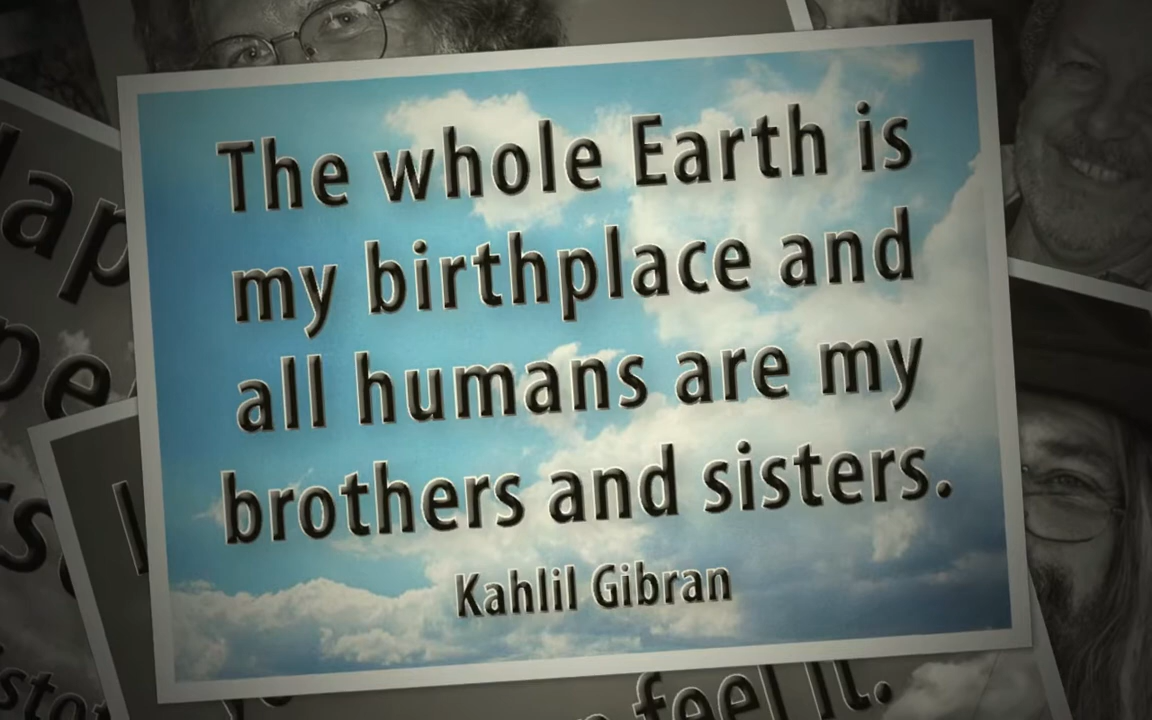 The whole Earth is
my birthplace and
all humans are my
brothers and sisters.
Kahlil Gibran
feel it.